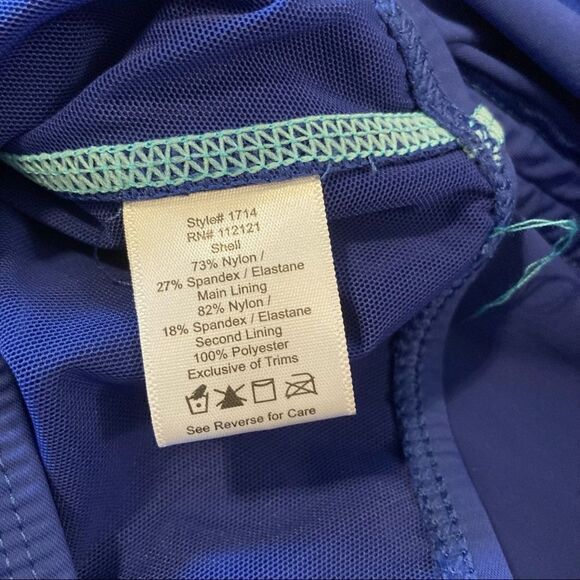 Style# 1714
RN# 112121
Shell
73% Nylon /
27% Spandex / Elastane
Main Lining
82% Nylon /
18% Spandex / Elastane
Second Lining
100% Polyester
Exclusive of Trims
See Reverse for Care